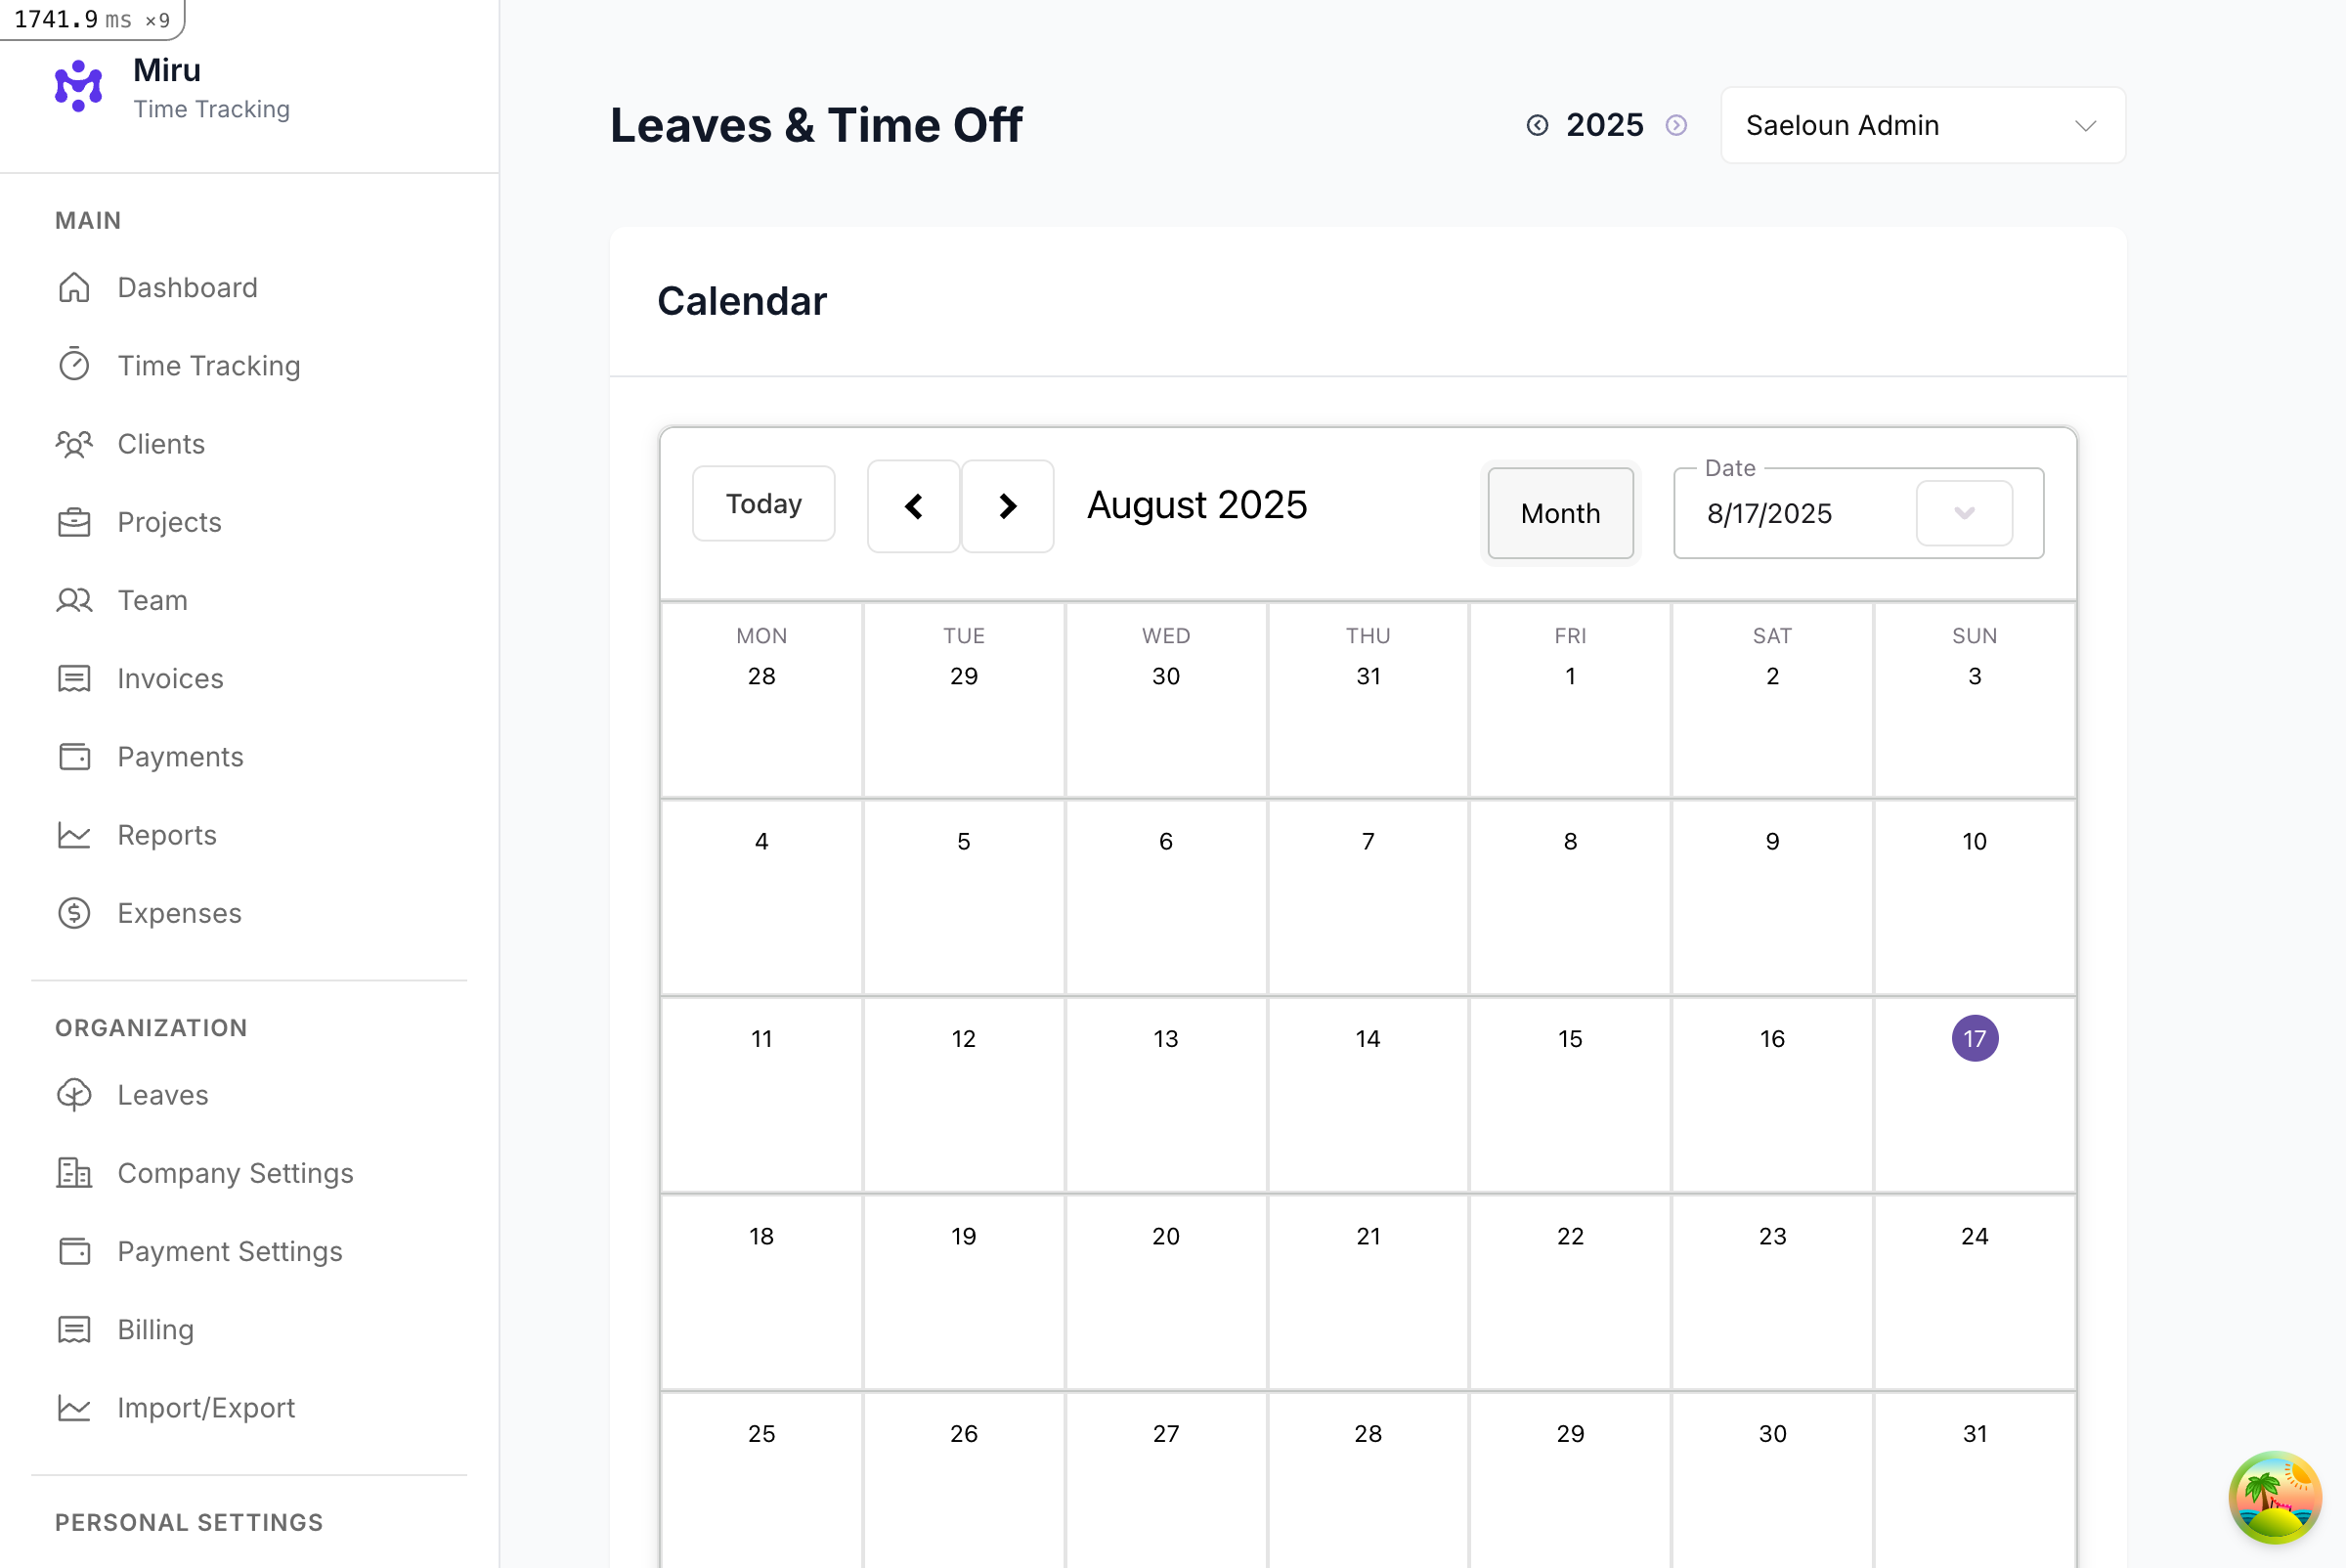 1741.9 ms ×9
Miru
Time Tracking
MAIN
Dashboard
Time Tracking
Clients
Projects
Team
Invoices
Payments
Reports
Expenses
ORGANIZATION
Leaves
Company Settings
Payment Settings
Billing
Import/Export
PERSONAL SETTINGS
Leaves & Time Off
2025
Saeloun Admin
Calendar
Today
August 2025
Month
Date
8/17/2025
MON TUE WED THU FRI SAT SUN
28 29 30 31 1 2 3
4 5 6 7 8 9 10
11 12 13 14 15 16 17
18 19 20 21 22 23 24
25 26 27 28 29 30 31